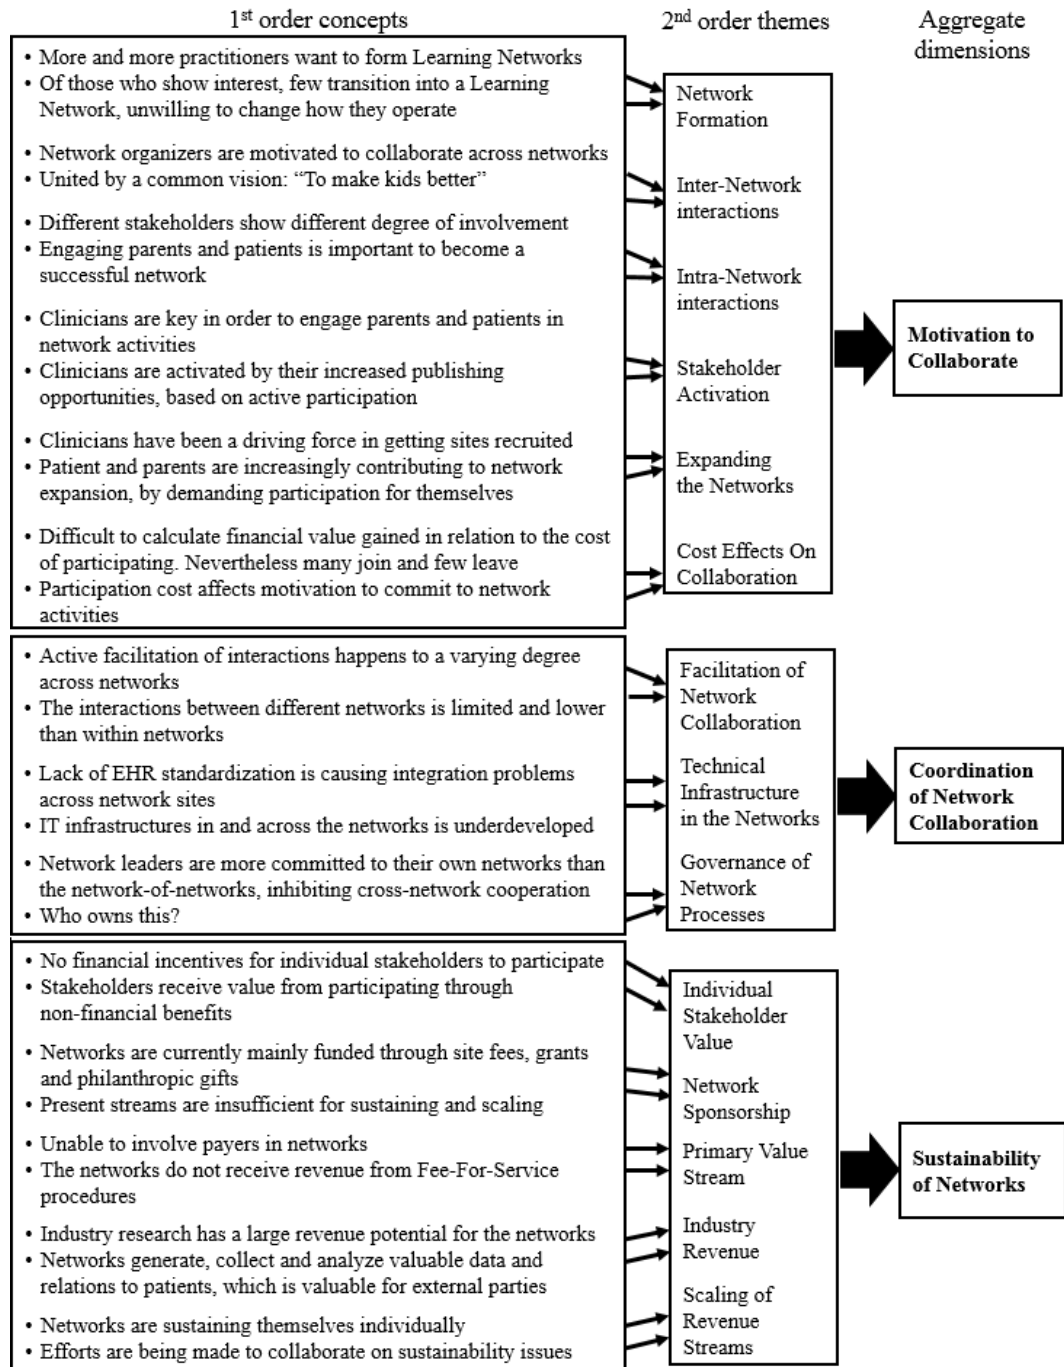 1st order concepts
2nd order themes
Aggregate
dimensions
• More and more practitioners want to form Learning Networks
• Of those who show interest, few transition into a Learning
Network, unwilling to change how they operate
• Network organizers are motivated to collaborate across networks
• United by a common vision: “To make kids better”
• Different stakeholders show different degree of involvement
• Engaging parents and patients is important to become a
successful network
• Clinicians are key in order to engage parents and patients in
network activities
• Clinicians are activated by their increased publishing
opportunities, based on active participation
• Clinicians have been a driving force in getting sites recruited
• Patient and parents are increasingly contributing to network
expansion, by demanding participation for themselves
• Difficult to calculate financial value gained in relation to the cost
of participating. Nevertheless many join and few leave
• Participation cost affects motivation to commit to network
activities
Network
Formation
Inter-Network
interactions
Intra-Network
interactions
Stakeholder
Activation
Expanding
the Networks
Cost Effects On
Collaboration
Motivation to
Collaborate
• Active facilitation of interactions happens to a varying degree
across networks
• The interactions between different networks is limited and lower
than within networks
• Lack of EHR standardization is causing integration problems
across network sites
• IT infrastructures in and across the networks is underdeveloped
• Network leaders are more committed to their own networks than
the network-of-networks, inhibiting cross-network cooperation
• Who owns this?
Facilitation of
Network
Collaboration
Technical
Infrastructure
in the Networks
Governance of
Network
Processes
Coordination
of Network
Collaboration
• No financial incentives for individual stakeholders to participate
• Stakeholders receive value from participating through
non-financial benefits
• Networks are currently mainly funded through site fees, grants
and philanthropic gifts
• Present streams are insufficient for sustaining and scaling
• Unable to involve payers in networks
• The networks do not receive revenue from Fee-For-Service
procedures
• Industry research has a large revenue potential for the networks
• Networks generate, collect and analyze valuable data and
relations to patients, which is valuable for external parties
• Networks are sustaining themselves individually
• Efforts are being made to collaborate on sustainability issues
Individual
Stakeholder
Value
Network
Sponsorship
Primary Value
Stream
Industry
Revenue
Scaling of
Revenue
Streams
Sustainability
of Networks